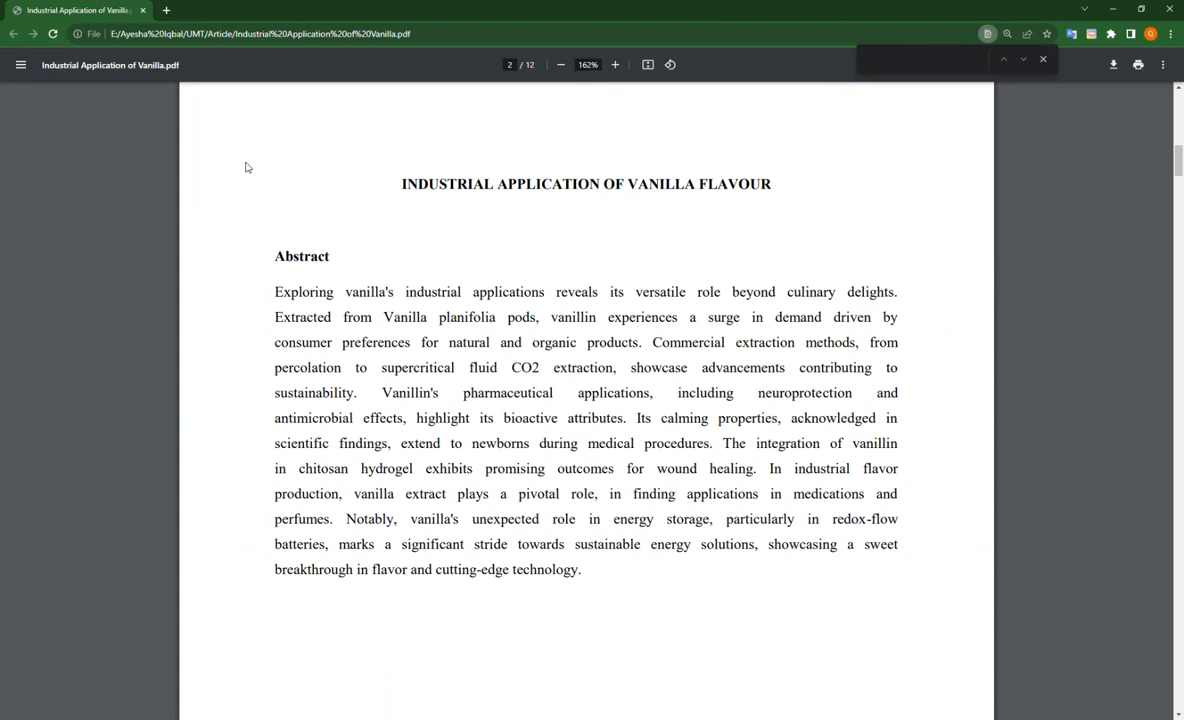 Industrial Application of Vanilla
File E:/Ayesha%20Iqbal/UMT/Article/Industrial%20Application%20of%20Vanilla.pdf
Industrial Application of Vanilla.pdf
2 / 12
162%
INDUSTRIAL APPLICATION OF VANILLA FLAVOUR
Abstract
Exploring vanilla's industrial applications reveals its versatile role beyond culinary delights.
Extracted from Vanilla planifolia pods, vanillin experiences a surge in demand driven by
consumer preferences for natural and organic products. Commercial extraction methods, from
percolation to supercritical fluid CO2 extraction, showcase advancements contributing to
sustainability. Vanillin's pharmaceutical applications, including neuroprotection and
antimicrobial effects, highlight its bioactive attributes. Its calming properties, acknowledged in
scientific findings, extend to newborns during medical procedures. The integration of vanillin
in chitosan hydrogel exhibits promising outcomes for wound healing. In industrial flavor
production, vanilla extract plays a pivotal role, in finding applications in medications and
perfumes. Notably, vanilla's unexpected role in energy storage, particularly in redox-flow
batteries, marks a significant stride towards sustainable energy solutions, showcasing a sweet
breakthrough in flavor and cutting-edge technology.